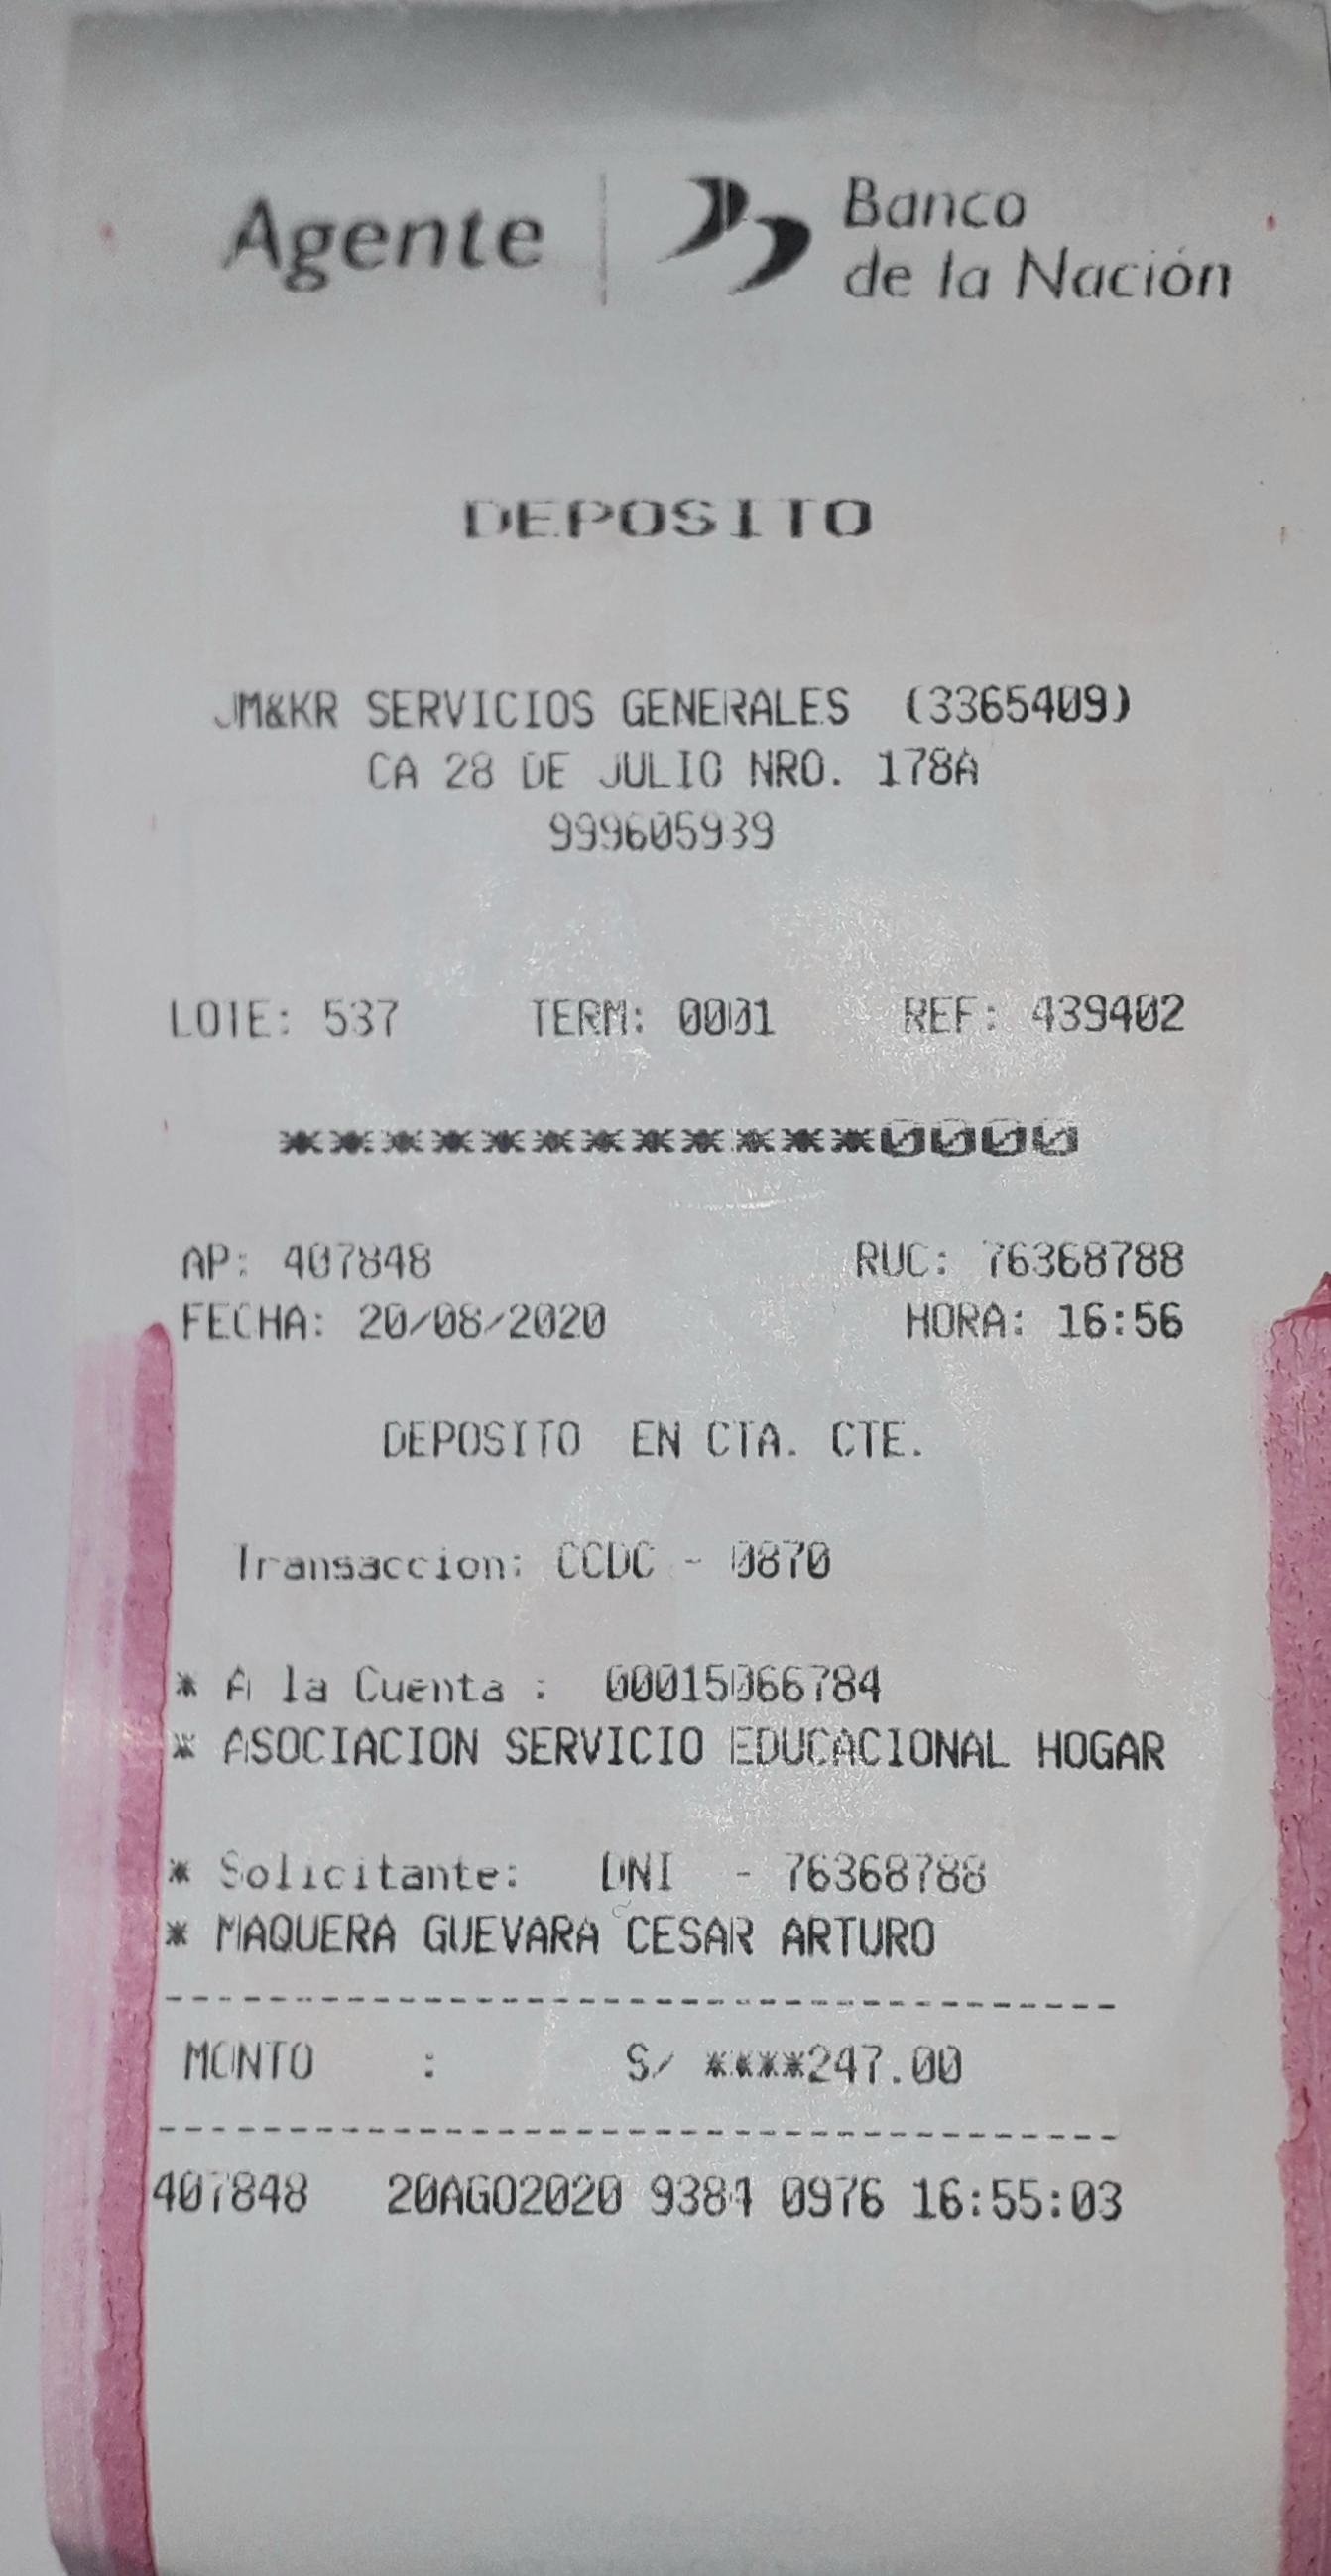 Agente | Banco de la Nación
DEPOSITO
JM&KR SERVICIOS GENERALES (3365409)
CA 28 DE JULIO NRO. 178A
999605939
LOTE: 537 TERM: 0001 REF: 439402
************0000
AP: 407848 RUC: 76368788
FECHA: 20/08/2020 HORA: 16:56
DEPOSITO EN CTA. CTE.
Transaccion: CCDC - 0870
* A la Cuenta : 00015066784
* ASOCIACION SERVICIO EDUCACIONAL HOGAR
* Solicitante: DNI - 76368788
* MAQUERA GUEVARA CESAR ARTURO
MONTO : S/ ****247.00
407848 20AGO2020 9384 0976 16:55:03